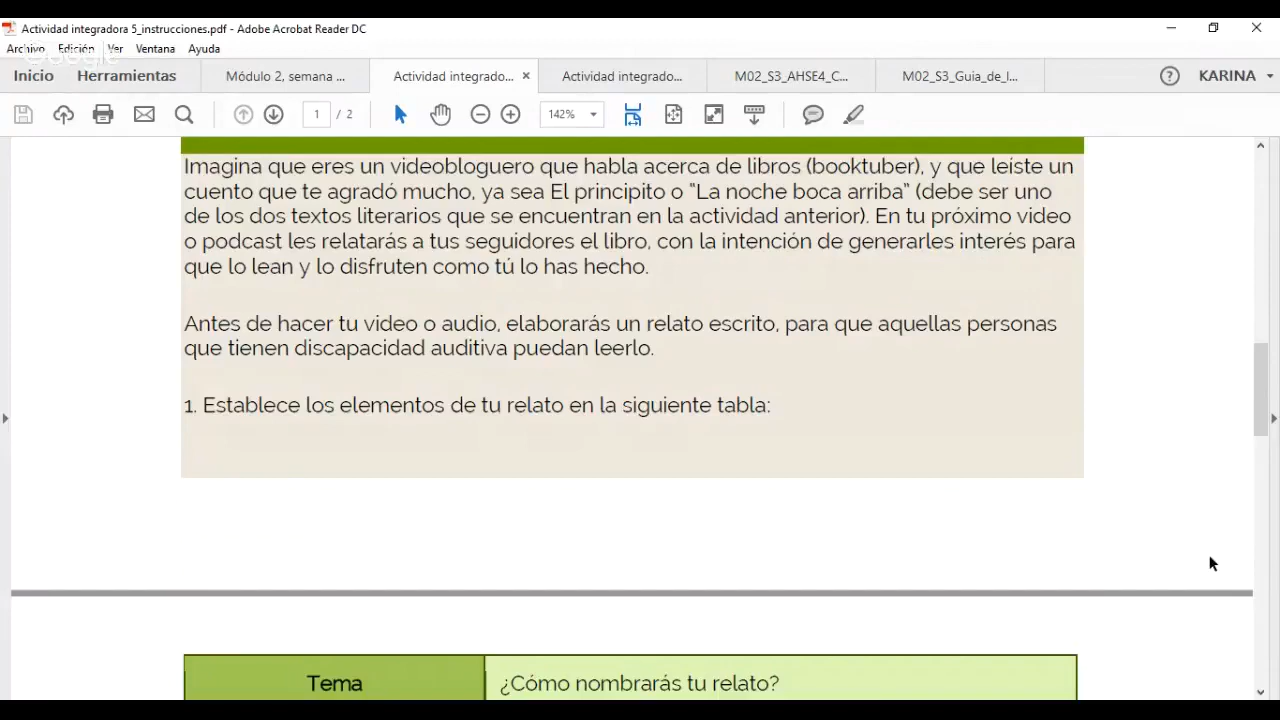 Actividad integradora 5_instrucciones.pdf - Adobe Acrobat Reader DC
Archivo Edición Ver Ventana Ayuda
Google
Inicio Herramientas Módulo 2, semana ... Actividad integrado... × Actividad integrado... M02_S3_AHSE4_C... M02_S3_Guia_de_l... KARINA
1 / 2 142%
Imagina que eres un videobloguero que habla acerca de libros (booktuber), y que leíste un
cuento que te agradó mucho, ya sea El principito o “La noche boca arriba” (debe ser uno
de los dos textos literarios que se encuentran en la actividad anterior). En tu próximo video
o podcast les relatarás a tus seguidores el libro, con la intención de generarles interés para
que lo lean y lo disfruten como tú lo has hecho.
Antes de hacer tu video o audio, elaborarás un relato escrito, para que aquellas personas
que tienen discapacidad auditiva puedan leerlo.
1. Establece los elementos de tu relato en la siguiente tabla:
Tema ¿Cómo nombrarás tu relato?